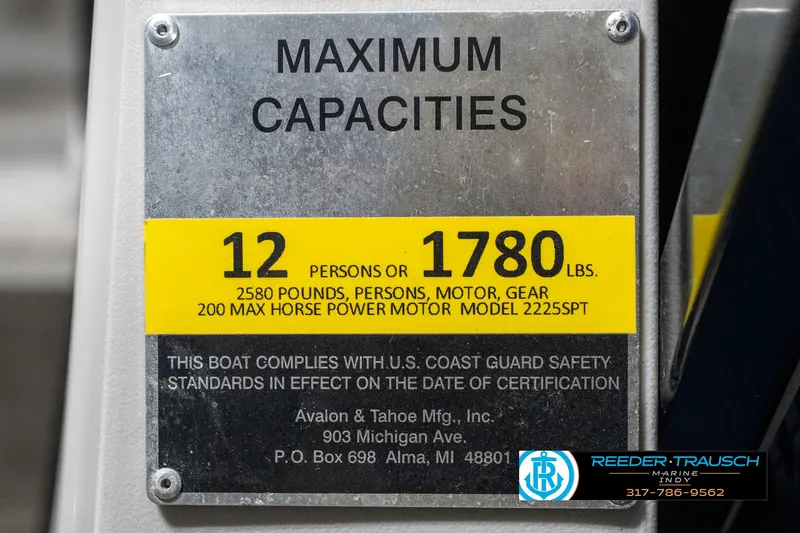 MAXIMUM
CAPACITIES
12 PERSONS OR 1780 LBS.
2580 POUNDS, PERSONS, MOTOR, GEAR
200 MAX HORSE POWER MOTOR MODEL 2225SPT
THIS BOAT COMPLIES WITH U.S. COAST GUARD SAFETY
STANDARDS IN EFFECT ON THE DATE OF CERTIFICATION
Avalon & Tahoe Mfg., Inc.
903 Michigan Ave.
P.O. Box 698 Alma, MI 48801
RT
REEDER·TRAUSCH
MARINE
INDY
317-786-9562